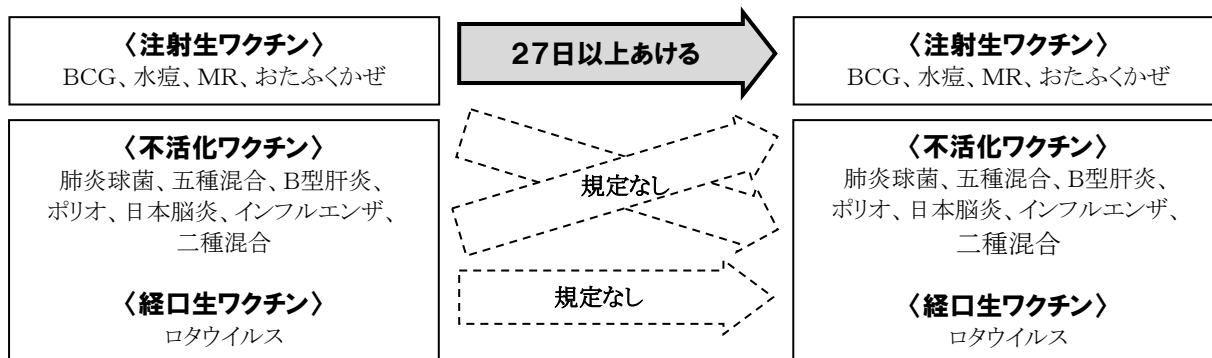 〈注射生ワクチン〉
BCG、水痘、MR、おたふくかぜ
27日以上あける
〈注射生ワクチン〉
BCG、水痘、MR、おたふくかぜ
〈不活化ワクチン〉
肺炎球菌、五種混合、B型肝炎、
ポリオ、日本脳炎、インフルエンザ、
二種混合
〈経口生ワクチン〉
ロタウイルス
規定なし
規定なし
〈不活化ワクチン〉
肺炎球菌、五種混合、B型肝炎、
ポリオ、日本脳炎、インフルエンザ、
二種混合
〈経口生ワクチン〉
ロタウイルス